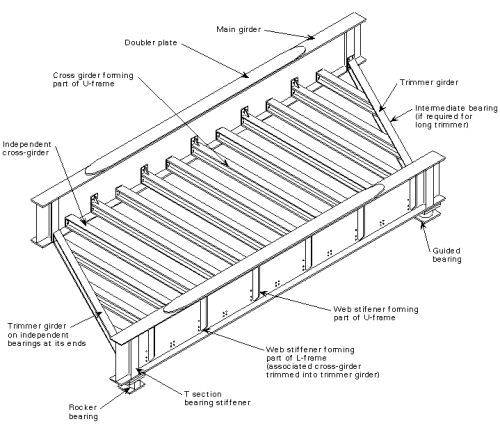 Main girder
Doubler plate
Cross girder forming
part of U-frame
Trimmer girder
Intermediate bearing
(if required for
long trimmer)
Independent
cross-girder
Guided
bearing
Web stifener forming
part of U-frame
Trimmer girder
on independent
bearings at its ends
Web stiffener forming
part of L-frame
(associated cross-girder
trimmed into trimmer girder)
T section
bearing stiffener
Rocker
bearing